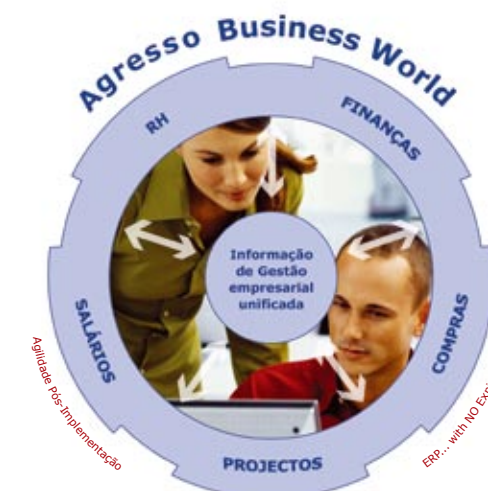 Agresso Business World
RH
FINANÇAS
Informação
de Gestão
empresarial
unificada
SALÁRIOS
COMPRAS
PROJECTOS
Agilidade Pós-Implementação
ERP... with NO